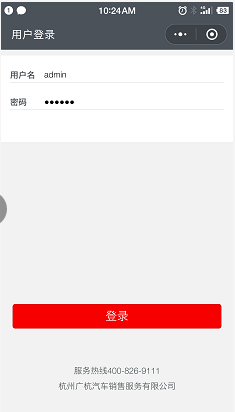 10:24AM
用户登录
用户名 admin
密码 ●●●●●●
登录
服务热线400-826-9111
杭州广杭汽车销售服务有限公司